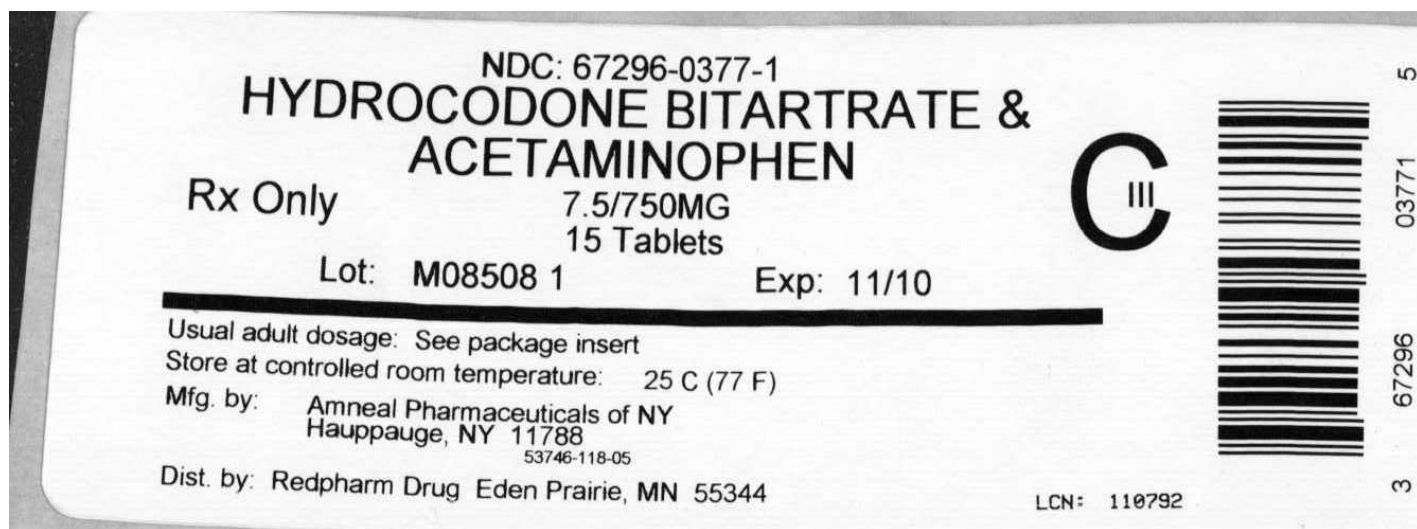 NDC: 67296-0377-1
HYDROCODONE BITARTRATE &
ACETAMINOPHEN
Rx Only
7.5/750MG
15 Tablets
C III
Lot: M08508 1 Exp: 11/10
Usual adult dosage: See package insert
Store at controlled room temperature: 25 C (77 F)
Mfg. by: Amneal Pharmaceuticals of NY
Hauppauge, NY 11788
53746-118-05
Dist. by: Redpharm Drug Eden Prairie, MN 55344
LCN: 110792
3 67296 03771 5